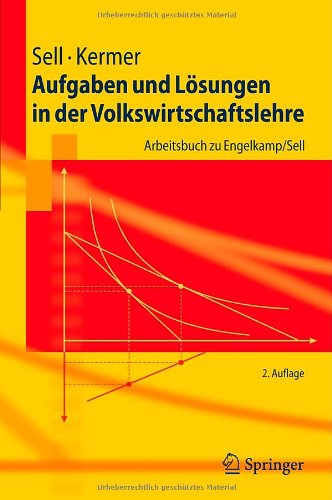 Urheberrechtlich geschütztes Material
Sell · Kermer
Aufgaben und Lösungen
in der Volkswirtschaftslehre
Arbeitsbuch zu Engelkamp/Sell
2. Auflage
Springer
Urheberrechtlich geschütztes Material